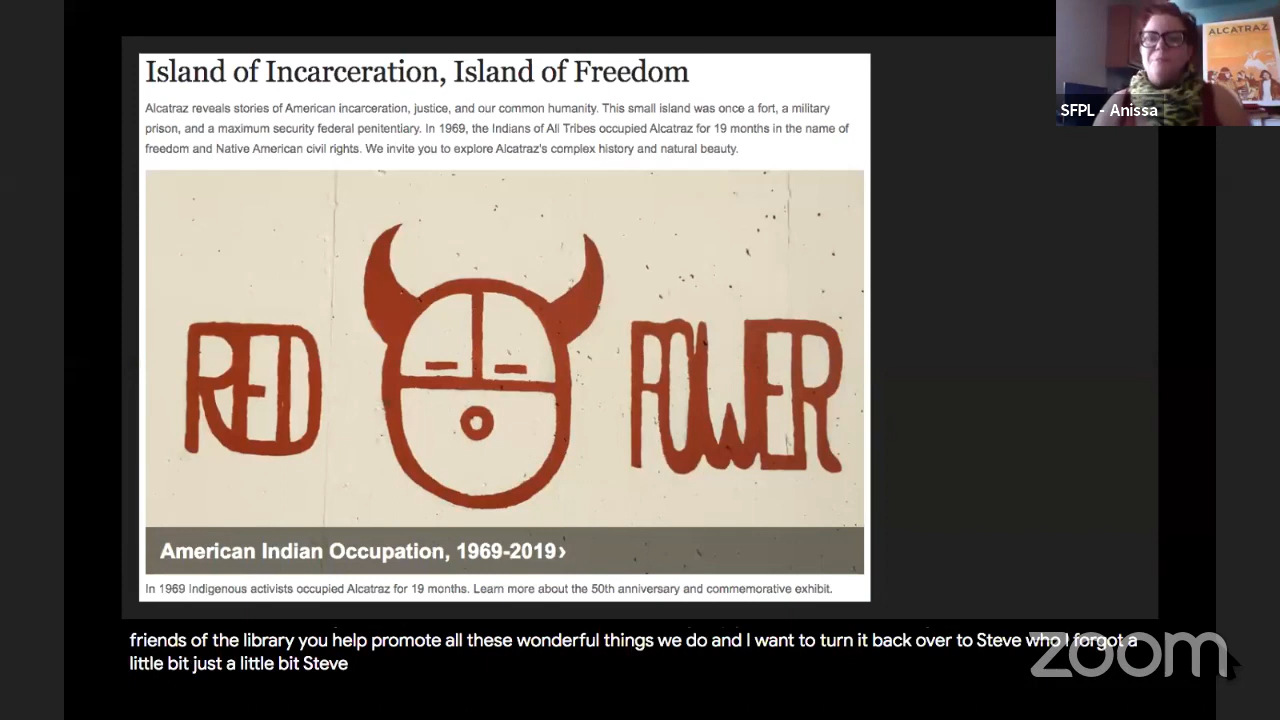 Island of Incarceration, Island of Freedom
Alcatraz reveals stories of American incarceration, justice, and our common humanity. This small island was once a fort, a military
prison, and a maximum security federal penitentiary. In 1969, the Indians of All Tribes occupied Alcatraz for 19 months in the name of
freedom and Native American civil rights. We invite you to explore Alcatraz's complex history and natural beauty.
RED POWER
American Indian Occupation, 1969-2019›
In 1969 Indigenous activists occupied Alcatraz for 19 months. Learn more about the 50th anniversary and commemorative exhibit.
ALCATRAZ
SFPL - Anissa
friends of the library you help promote all these wonderful things we do and I want to turn it back over to Steve who I forgot a
little bit just a little bit Steve
zoom